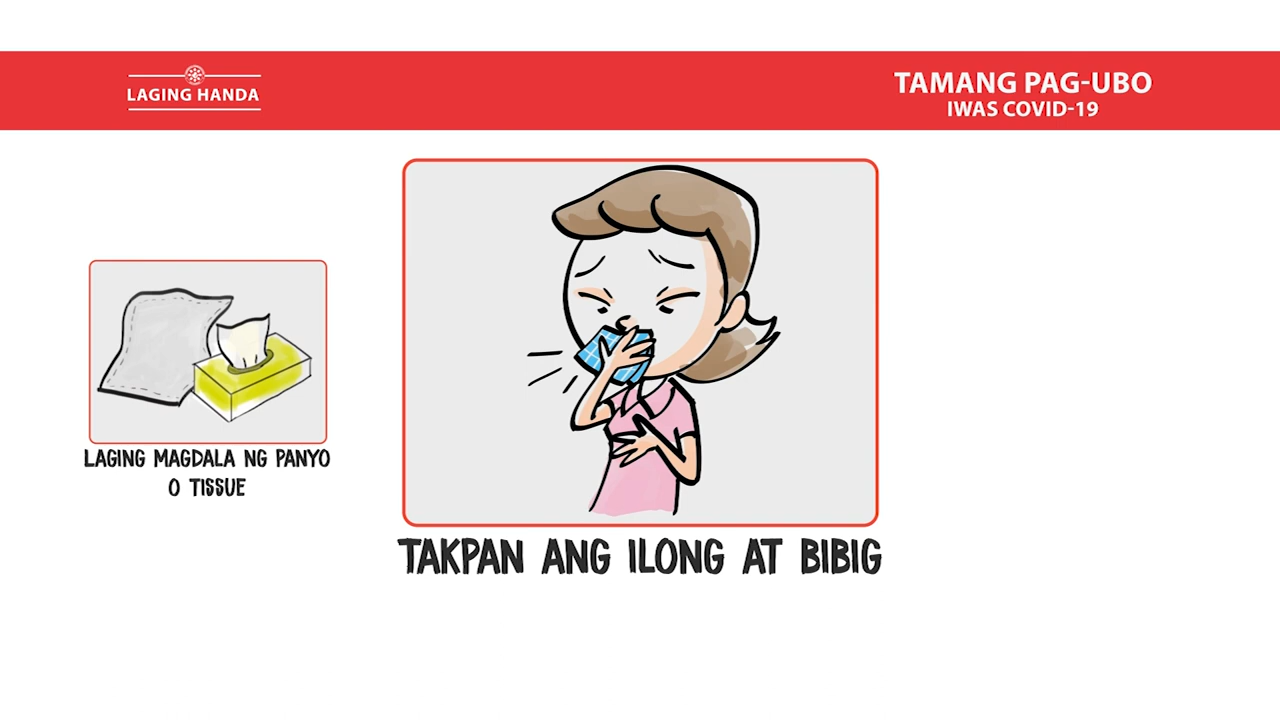 LAGING HANDA
TAMANG PAG-UBO
IWAS COVID-19
LAGING MAGDALA NG PANYO
O TISSUE
TAKPAN ANG ILONG AT BIBIG